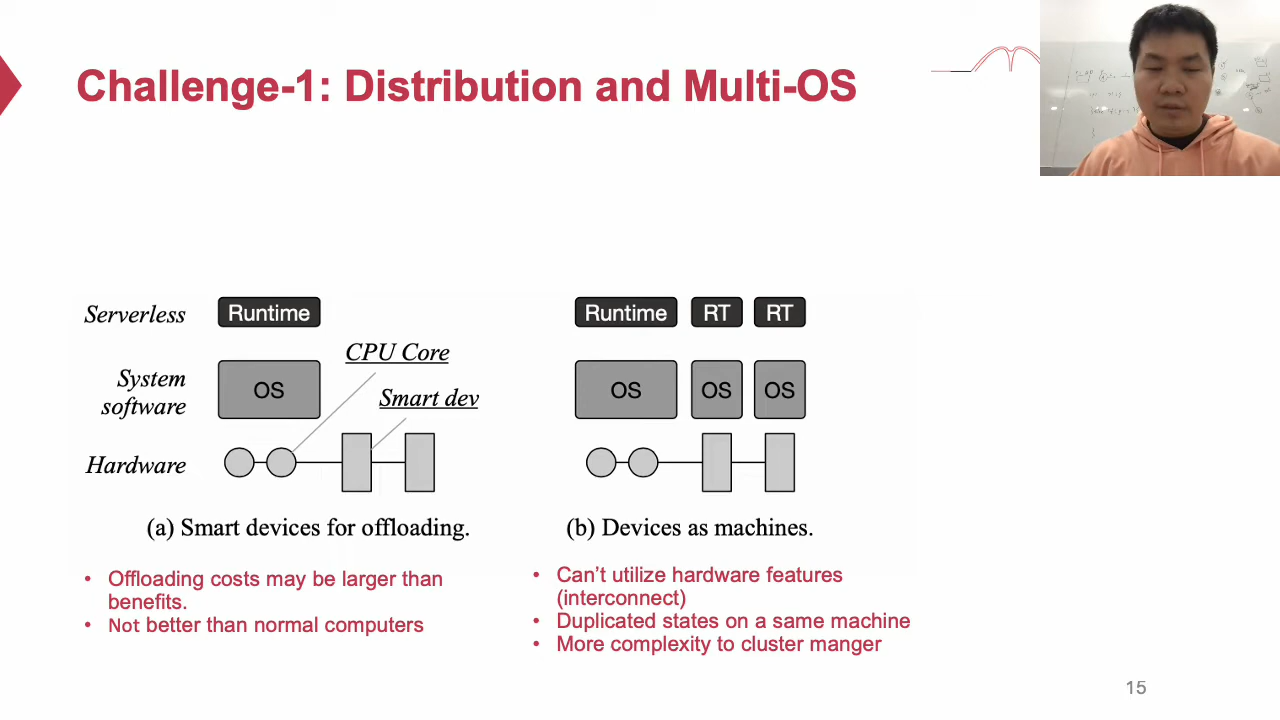 Challenge-1: Distribution and Multi-OS
Serverless
Runtime
CPU Core
System
software
OS
Smart dev
Hardware
(a) Smart devices for offloading.
• Offloading costs may be larger than
benefits.
• Not better than normal computers
Runtime RT RT
OS OS OS
(b) Devices as machines.
• Can’t utilize hardware features
(interconnect)
• Duplicated states on a same machine
• More complexity to cluster manger
15